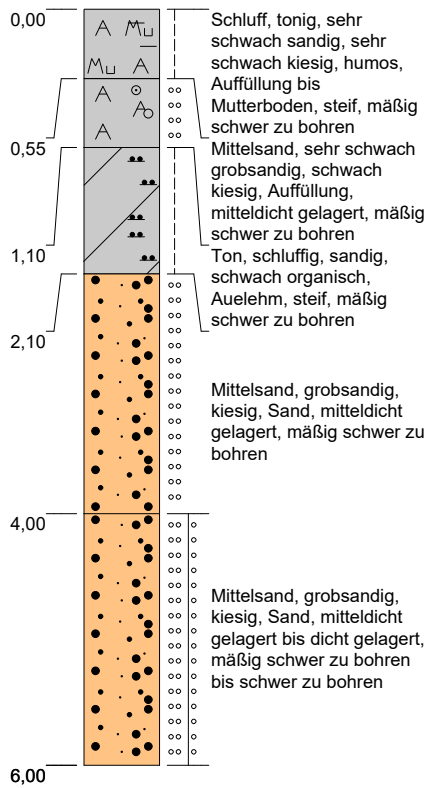 0,00
Schluff, tonig, sehr
schwach sandig, sehr
schwach kiesig, humos,
Auffüllung bis
Mutterboden, steif, mäßig
schwer zu bohren
A Mu
Mu A
A
A
A
0,55
Mittelsand, sehr schwach
grobsandig, schwach
kiesig, Auffüllung,
mitteldicht gelagert, mäßig
schwer zu bohren
1,10
Ton, schluffig, sandig,
schwach organisch,
Auelehm, steif, mäßig
schwer zu bohren
2,10
Mittelsand, grobsandig,
kiesig, Sand, mitteldicht
gelagert, mäßig schwer zu
bohren
4,00
Mittelsand, grobsandig,
kiesig, Sand, mitteldicht
gelagert bis dicht gelagert,
mäßig schwer zu bohren
bis schwer zu bohren
6,00